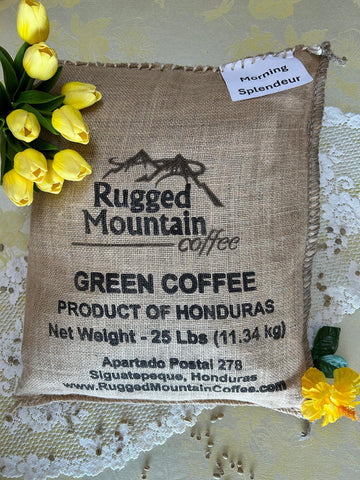 Morning
Splendeur
Rugged
Mountain
coffee
GREEN COFFEE
PRODUCT OF HONDURAS
Net Weight - 25 Lbs (11.34 kg)
Apartado Postal 278
Siguatepeque, Honduras
www.RuggedMountainCoffee.com